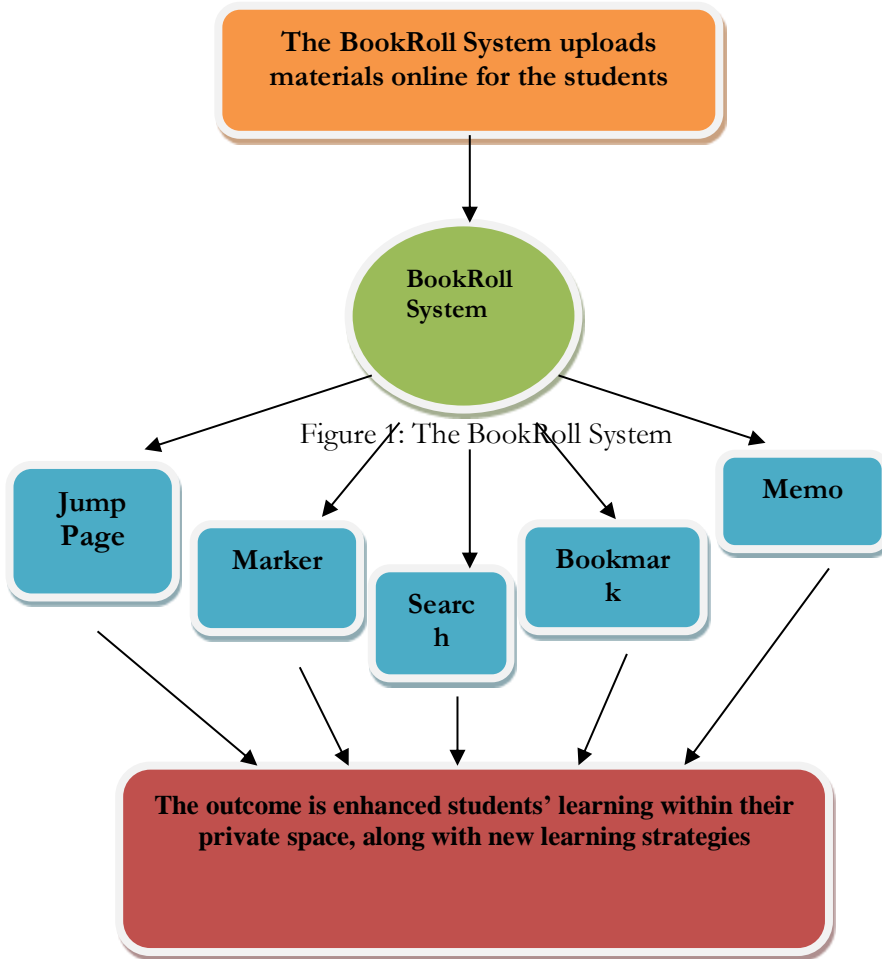 The BookRoll System uploads
materials online for the students
BookRoll
System
Figure 1: The BookRoll System
Jump
Page
Marker
Searc
h
Bookmar
k
Memo
The outcome is enhanced students’ learning within their
private space, along with new learning strategies